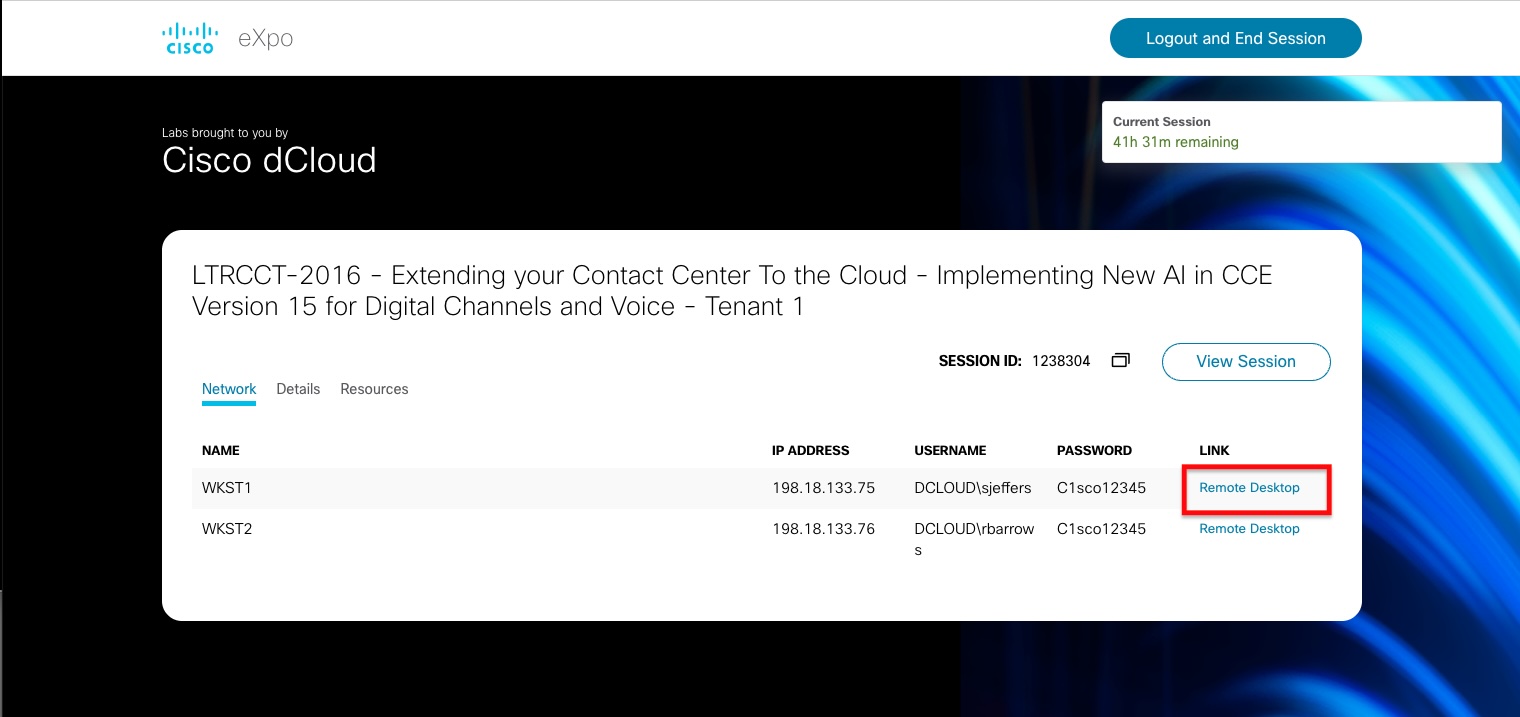 CISCO eXpo
Logout and End Session
Current Session
41h 31m remaining
Labs brought to you by
Cisco dCloud
LTRCCT-2016 - Extending your Contact Center To the Cloud - Implementing New AI in CCE
Version 15 for Digital Channels and Voice - Tenant 1
SESSION ID: 1238304 View Session
Network Details Resources
NAME IP ADDRESS USERNAME PASSWORD LINK
WKST1 198.18.133.75 DCLOUD\sjeffers C1sco12345 Remote Desktop
WKST2 198.18.133.76 DCLOUD\rbarrow C1sco12345 Remote Desktop
s